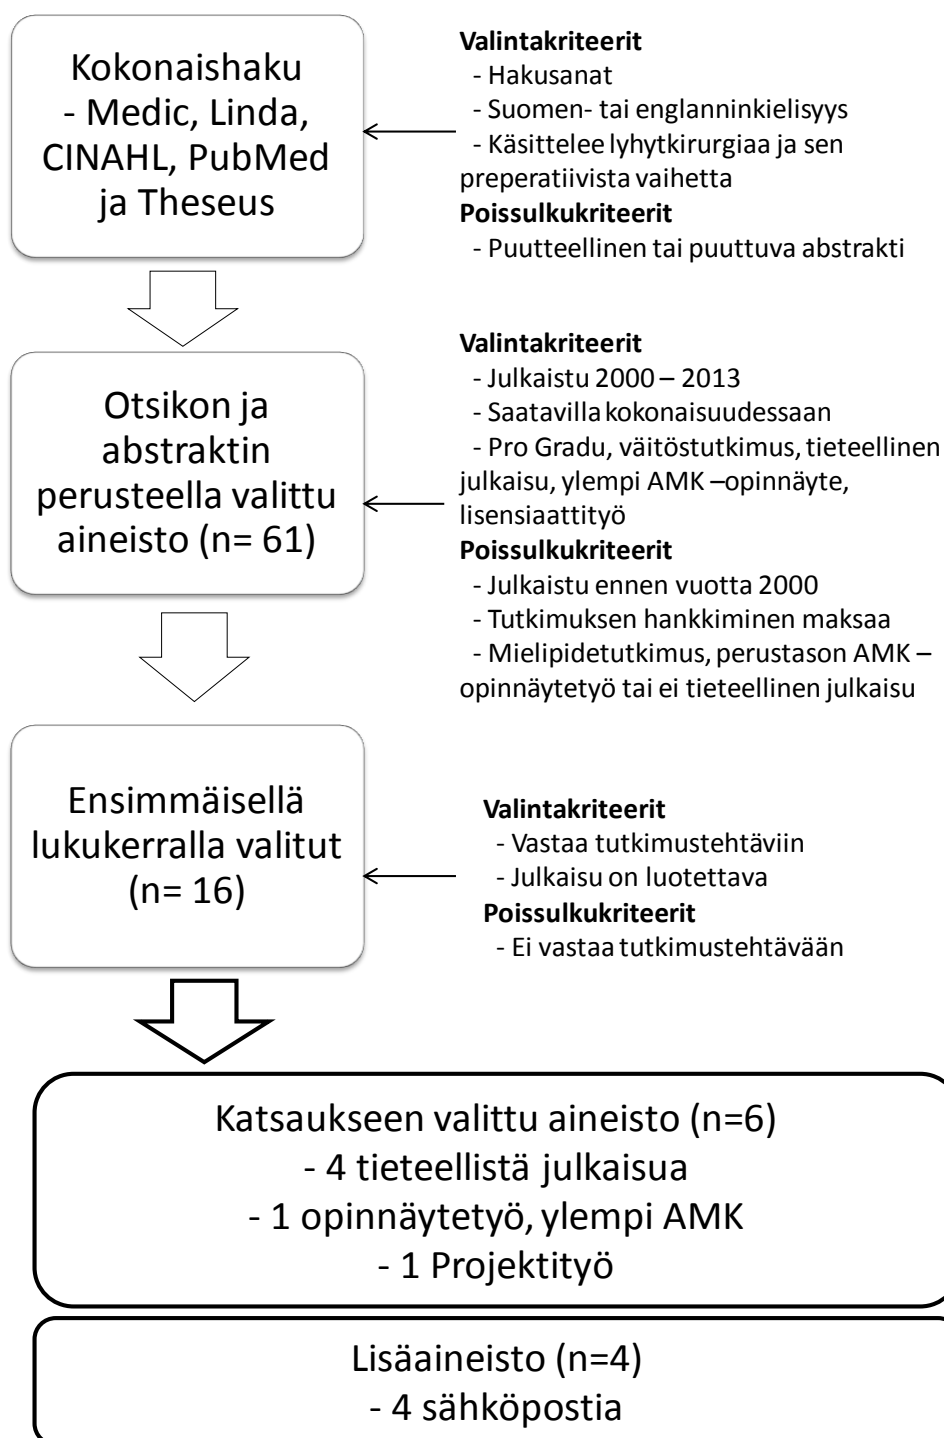 Kokonaishaku
- Medic, Linda,
CINAHL, PubMed
ja Theseus
Valintakriteerit
- Hakusanat
- Suomen- tai englanninkielisyys
- Käsittelee lyhytkirurgiaa ja sen
preperatiivista vaihetta
Poissulkukriteerit
- Puutteellinen tai puuttuva abstrakti
Otsikon ja
abstraktin
perusteella valittu
aineisto (n= 61)
Valintakriteerit
- Julkaistu 2000 – 2013
- Saatavilla kokonaisuudessaan
- Pro Gradu, väitöstutkimus, tieteellinen
julkaisu, ylempi AMK –opinnäyte,
lisensiaattityö
Poissulkukriteerit
- Julkaistu ennen vuotta 2000
- Tutkimuksen hankkiminen maksaa
- Mielipidetutkimus, perustason AMK –
opinnäytetyö tai ei tieteellinen julkaisu
Ensimmäisellä
lukukerralla valitut
(n= 16)
Valintakriteerit
- Vastaa tutkimustehtäviin
- Julkaisu on luotettava
Poissulkukriteerit
- Ei vastaa tutkimustehtävään
Katsaukseen valittu aineisto (n=6)
- 4 tieteellistä julkaisua
- 1 opinnäytetyö, ylempi AMK
- 1 Projektityö
Lisäaineisto (n=4)
- 4 sähköpostia